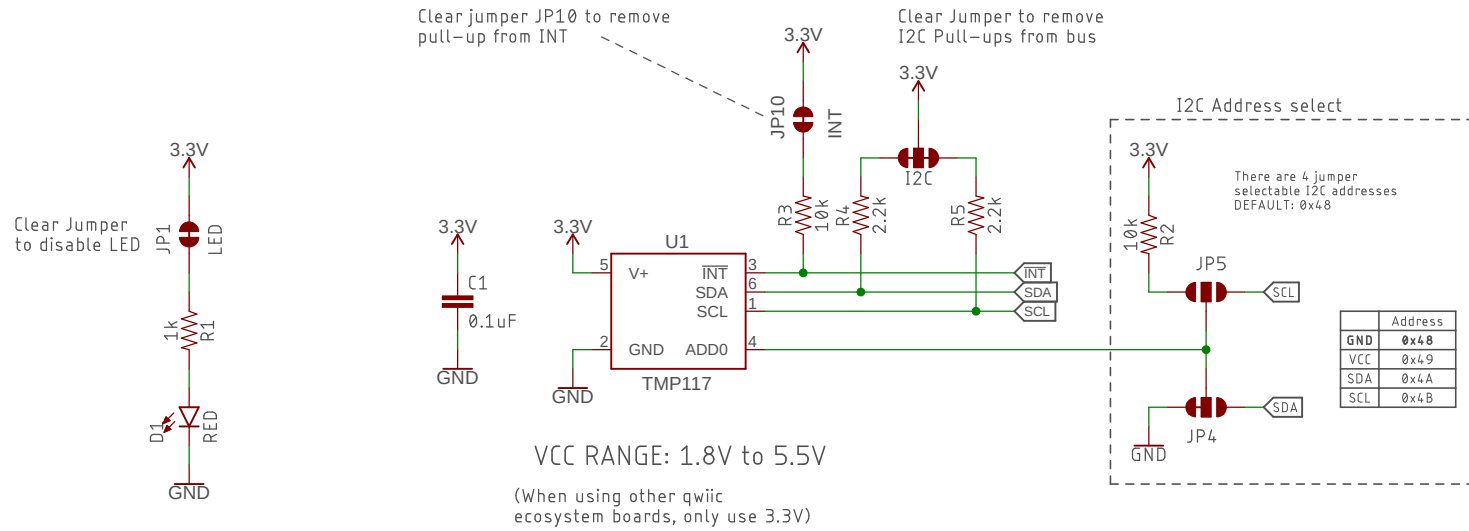 Clear jumper JP10 to remove
pull-up from INT
Clear Jumper to remove
I2C Pull-ups from bus
3.3V
JP10
INT
3.3V
I2C
R3
10k
R4
2.2k
R5
2.2k
3.3V
Clear Jumper
to disable LED
JP1
LED
1k
R1
D1
RED
GND
3.3V
C1
0.1uF
GND
3.3V
U1
5
V+
INT
3
SDA
6
SCL
1
2
GND
ADD0
4
TMP117
GND
INT
SDA
SCL
VCC RANGE: 1.8V to 5.5V
(When using other qwiic
ecosystem boards, only use 3.3V)
I2C Address select
3.3V
There are 4 jumper
selectable I2C addresses
DEFAULT: 0x48
10k
R2
JP5
SCL
JP4
SDA
GND
Address
GND 0x48
VCC 0x49
SDA 0x4A
SCL 0x4B